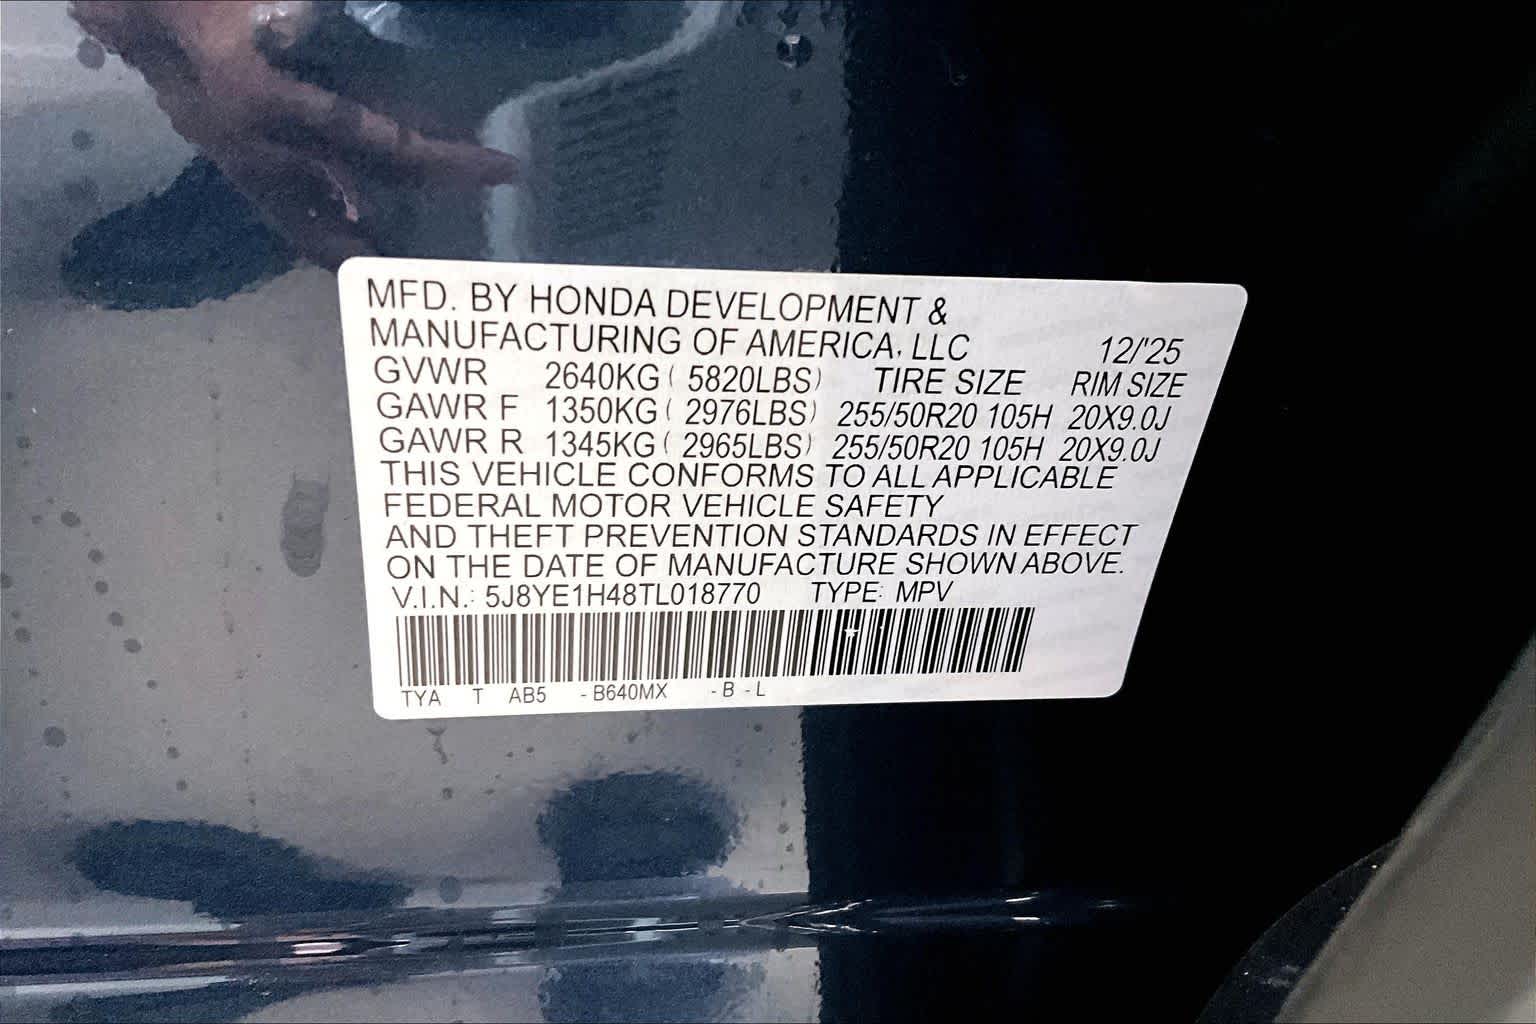 MFD. BY HONDA DEVELOPMENT &
MANUFACTURING OF AMERICA, LLC 12/'25
GVWR 2640KG ( 5820LBS) TIRE SIZE RIM SIZE
GAWR F 1350KG ( 2976LBS) 255/50R20 105H 20X9.0J
GAWR R 1345KG ( 2965LBS) 255/50R20 105H 20X9.0J
THIS VEHICLE CONFORMS TO ALL APPLICABLE
FEDERAL MOTOR VEHICLE SAFETY
AND THEFT PREVENTION STANDARDS IN EFFECT
ON THE DATE OF MANUFACTURE SHOWN ABOVE.
V.I.N.: 5J8YE1H48TL018770 TYPE: MPV
TYA T AB5 - B640MX - B - L